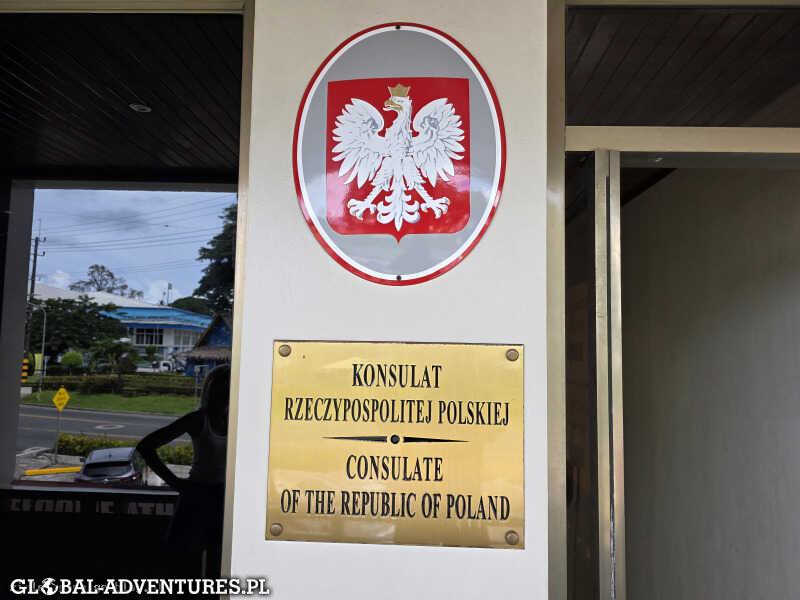 KONSULAT
RZECZYPOSPOLITEJ POLSKIEJ
CONSULATE
OF THE REPUBLIC OF POLAND
GLOBAL-ADVENTURES.PL